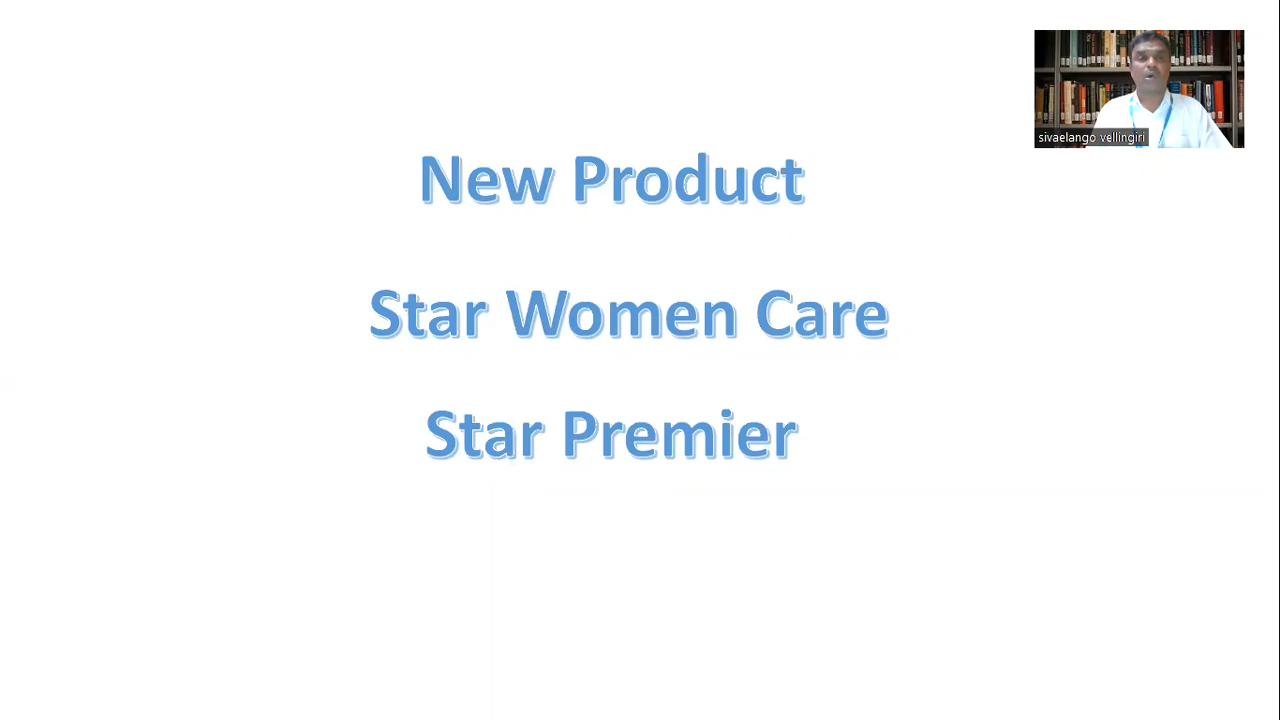 sivaelango vellingiri
New Product
Star Women Care
Star Premier